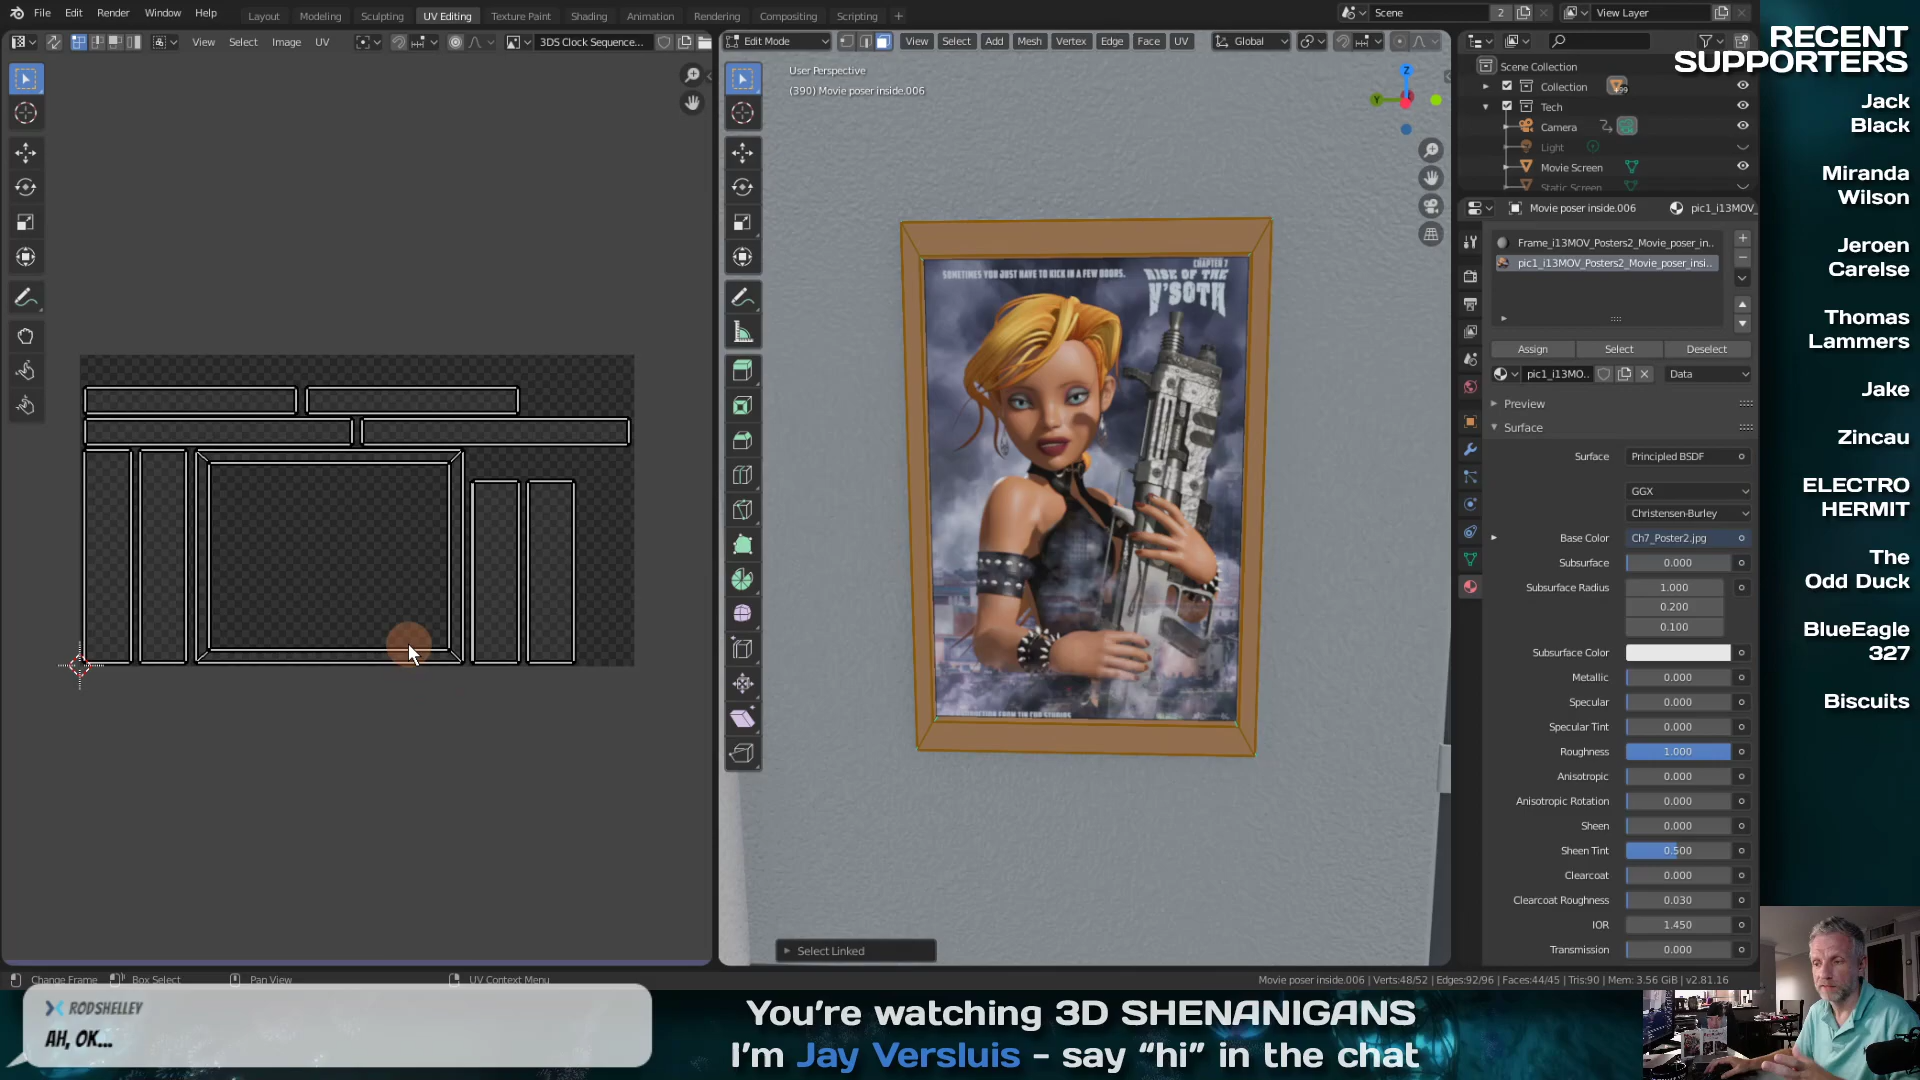 File Edit Render Window Help
Layout Modeling Sculpting UV Editing Texture Paint Shading Animation Rendering Compositing Scripting +
Scene 2 View Layer
View Select Image UV
3DS Clock Sequence...
Edit Mode View Select Add Mesh Vertex Edge Face UV Global
User Perspective
(390) Movie poser inside.006
Z
Y
SOMETIMES YOU JUST HAVE TO KICK IN A FEW DOORS.
CHAPTER 7
RISE OF THE
V'SOTH
Select Linked
Scene Collection
Collection
Tech
Camera
Light
Movie Screen
Static Screen
Movie poser inside.006 pic1_i13MOV_
Frame_i13MOV_Posters2_Movie_poser_in..
pic1_i13MOV_Posters2_Movie_poser_insi..
Assign Select Deselect
pic1_i13MO.. Data
Preview
Surface
Surface Principled BSDF
GGX
Christensen-Burley
Base Color Ch7_Poster2.jpg
Subsurface 0.000
Subsurface Radius 1.000
0.200
0.100
Subsurface Color
Metallic 0.000
Specular 0.000
Specular Tint 0.000
Roughness 1.000
Anisotropic 0.000
Anisotropic Rotation 0.000
Sheen 0.000
Sheen Tint 0.500
Clearcoat 0.000
Clearcoat Roughness 0.030
IOR 1.450
Transmission 0.000
Change Frame Box Select Pan View UV Context Menu
Movie poser inside.006 | Verts:48/52 | Edges:92/96 | Faces:44/45 | Tris:90 | Mem: 3.56 GiB | v2.81.16
RECENT
SUPPORTERS
Jack
Black
Miranda
Wilson
Jeroen
Carelse
Thomas
Lammers
Jake
Zincau
ELECTRO
HERMIT
The
Odd Duck
BlueEagle
327
Biscuits
RODSHELLEY
AH, OK...
You're watching 3D SHENANIGANS
I'm Jay Versluis - say "hi" in the chat